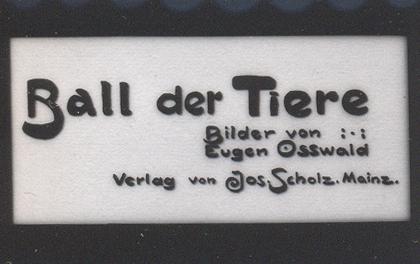 Ball der Tiere
Bilder von :·:
Eugen Osswald
Verlag von Jos. Scholz. Mainz.